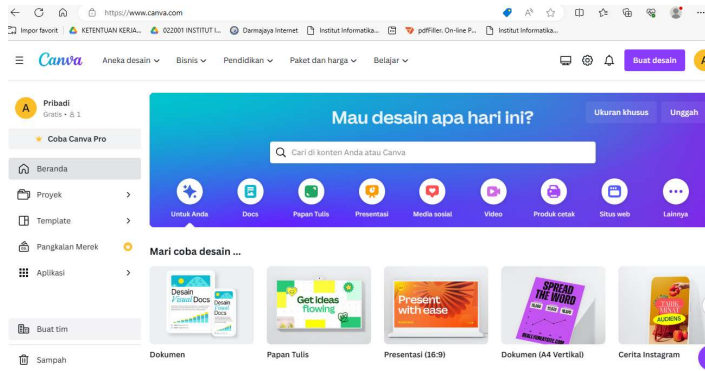 https://www.canva.com
Impor favorit KETENTUAN KERJA... 022001 INSTITUT I... Darmajaya Internet Institut Informatika... pdfFiller. On-line P... Institut Informatika...
Canva Aneka desain Bisnis Pendidikan Paket dan harga Belajar Buat desain A
A Pribadi
Gratis • 1
Coba Canva Pro
Beranda
Proyek
Template
Pangkalan Merek
Aplikasi
Buat tim
Sampah
Mau desain apa hari ini?
Ukuran khusus Unggah
Cari di konten Anda atau Canva
Untuk Anda Docs Papan Tulis Presentasi Media sosial Video Produk cetak Situs web Lainnya
Mari coba desain ...
Desain
Visual Docs
Desain
Visual
Docs
Get ideas
flowing
Present
with ease
SPREAD
THE WORD
TARIK
MINAT
AUDIENS
Dokumen Papan Tulis Presentasi (16:9) Dokumen (A4 Vertikal) Cerita Instagram